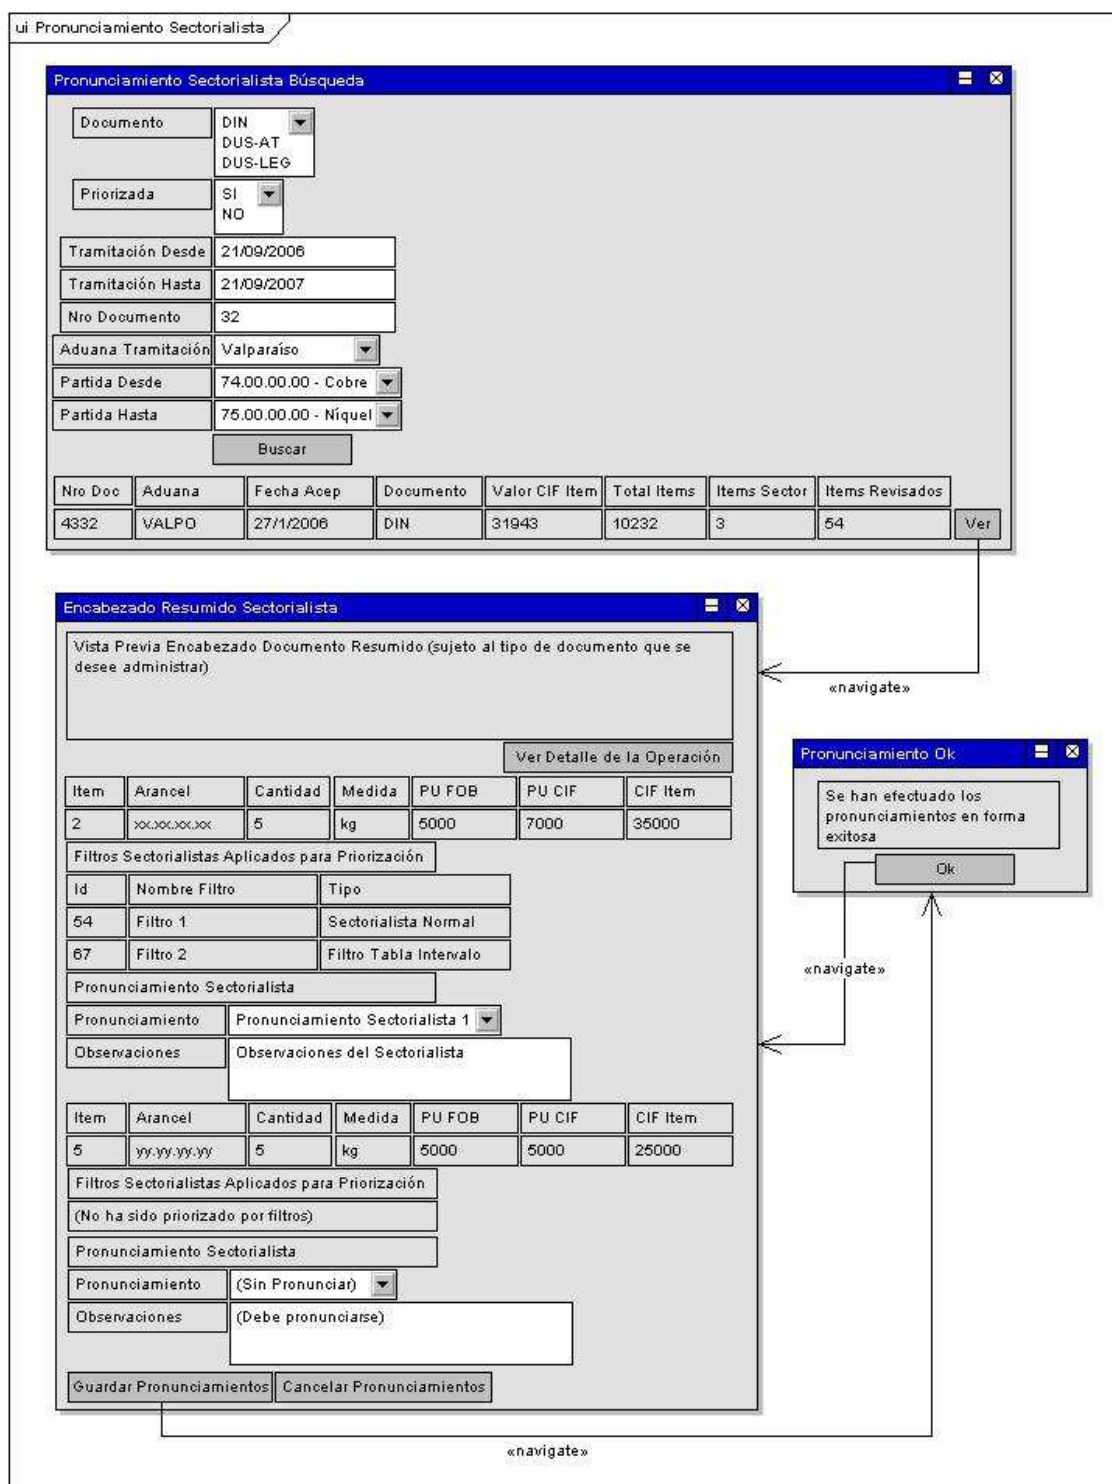 ui Pronunciamiento Sectorialista
Pronunciamiento Sectorialista Búsqueda
Documento DIN
DUS-AT
DUS-LEG
Priorizada SI
NO
Tramitación Desde 21/09/2006
Tramitación Hasta 21/09/2007
Nro Documento 32
Aduana Tramitación Valparaíso
Partida Desde 74.00.00.00 - Cobre
Partida Hasta 75.00.00.00 - Níquel
Buscar
Nro Doc Aduana Fecha Acep Documento Valor CIF Item Total Items Items Sector Items Revisados
4332 VALPO 27/1/2006 DIN 31943 10232 3 54 Ver
«navigate»
Encabezado Resumido Sectorialista
Vista Previa Encabezado Documento Resumido (sujeto al tipo de documento que se
desee administrar)
Ver Detalle de la Operación
Item Arancel Cantidad Medida PU FOB PU CIF CIF Item
2 xx.xx.xx.xx 5 kg 5000 7000 35000
Filtros Sectorialistas Aplicados para Priorización
Id Nombre Filtro Tipo
54 Filtro 1 Sectorialista Normal
67 Filtro 2 Filtro Tabla Intervalo
Pronunciamiento Sectorialista
Pronunciamiento Pronunciamiento Sectorialista 1
Observaciones Observaciones del Sectorialista
Item Arancel Cantidad Medida PU FOB PU CIF CIF Item
5 yy.yy.yy.yy 5 kg 5000 5000 25000
Filtros Sectorialistas Aplicados para Priorización
(No ha sido priorizado por filtros)
Pronunciamiento Sectorialista
Pronunciamiento (Sin Pronunciar)
Observaciones (Debe pronunciarse)
Guardar Pronunciamientos Cancelar Pronunciamientos
Pronunciamiento Ok
Se han efectuado los
pronunciamientos en forma
exitosa
Ok
«navigate»
«navigate»